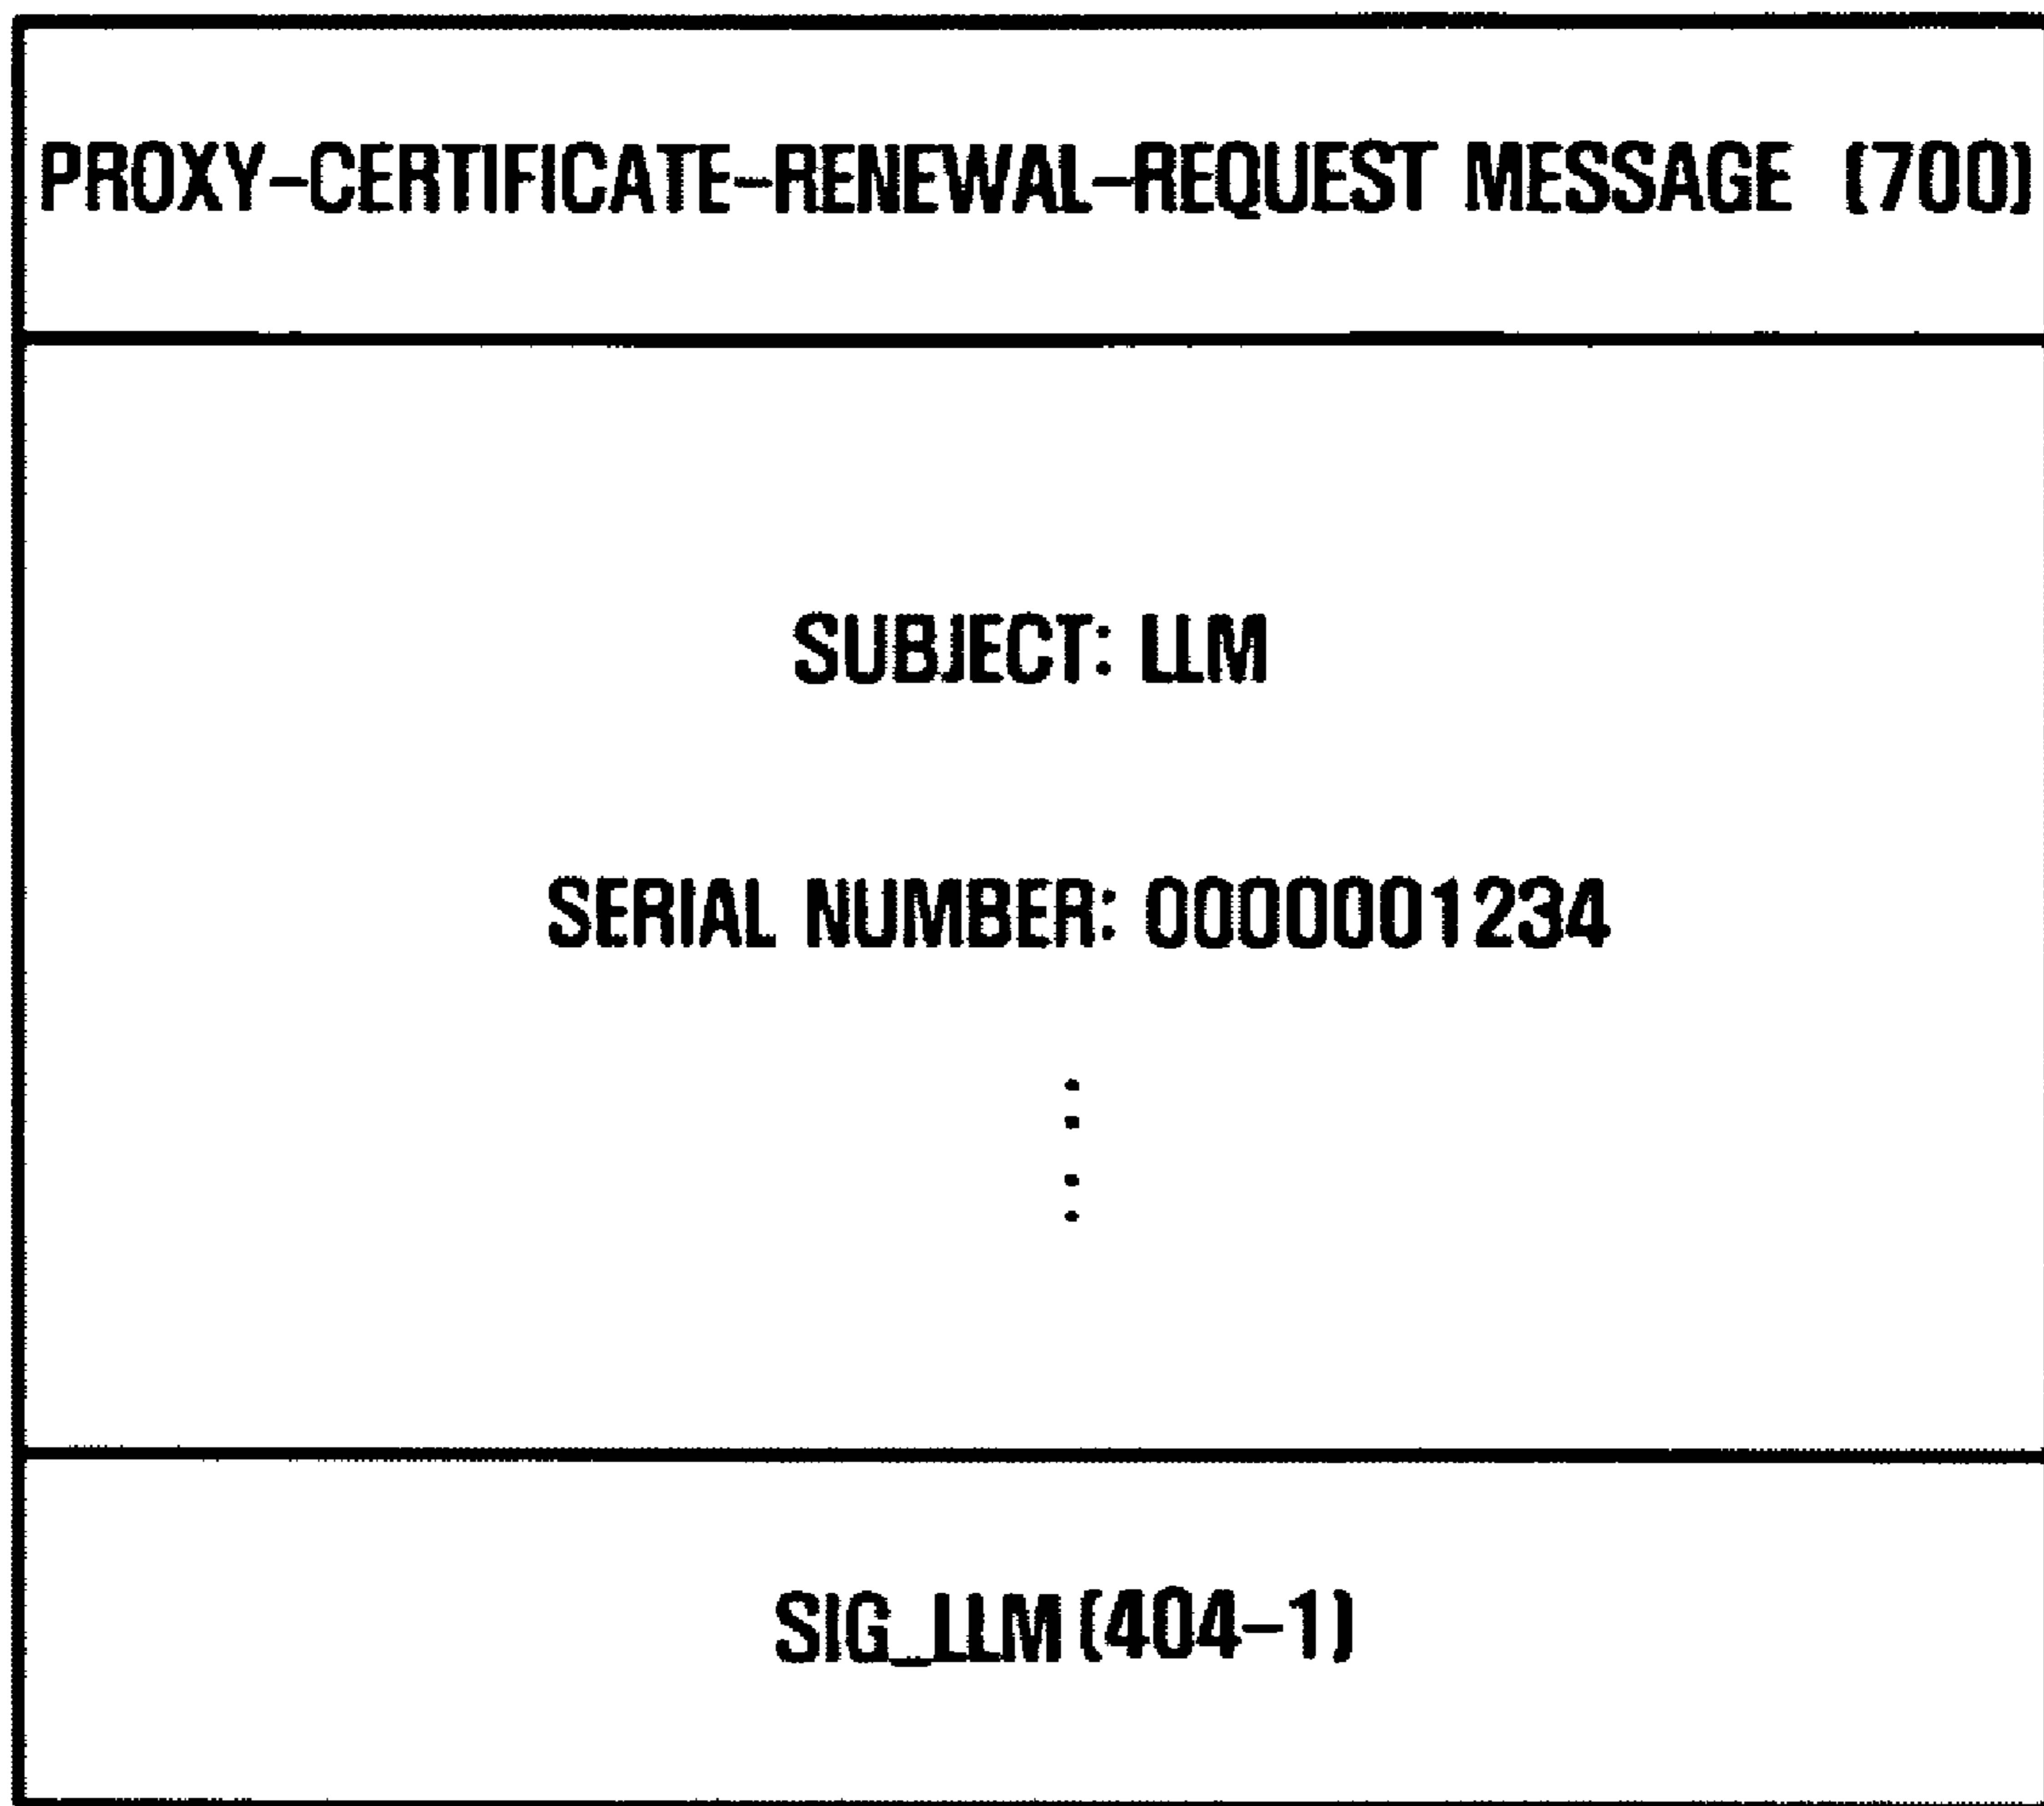 PROXY-CERTIFICATE-RENEWAL-REQUEST MESSAGE (700)
SUBJECT: LLM
SERIAL NUMBER: 0000001234
SIG_LLM(404-1)